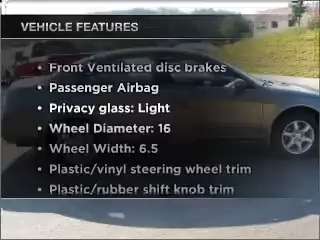 VEHICLE FEATURES
• Front Ventilated disc brakes
• Passenger Airbag
• Privacy glass: Light
• Wheel Diameter: 16
• Wheel Width: 6.5
• Plastic/vinyl steering wheel trim
• Plastic/rubber shift knob trim